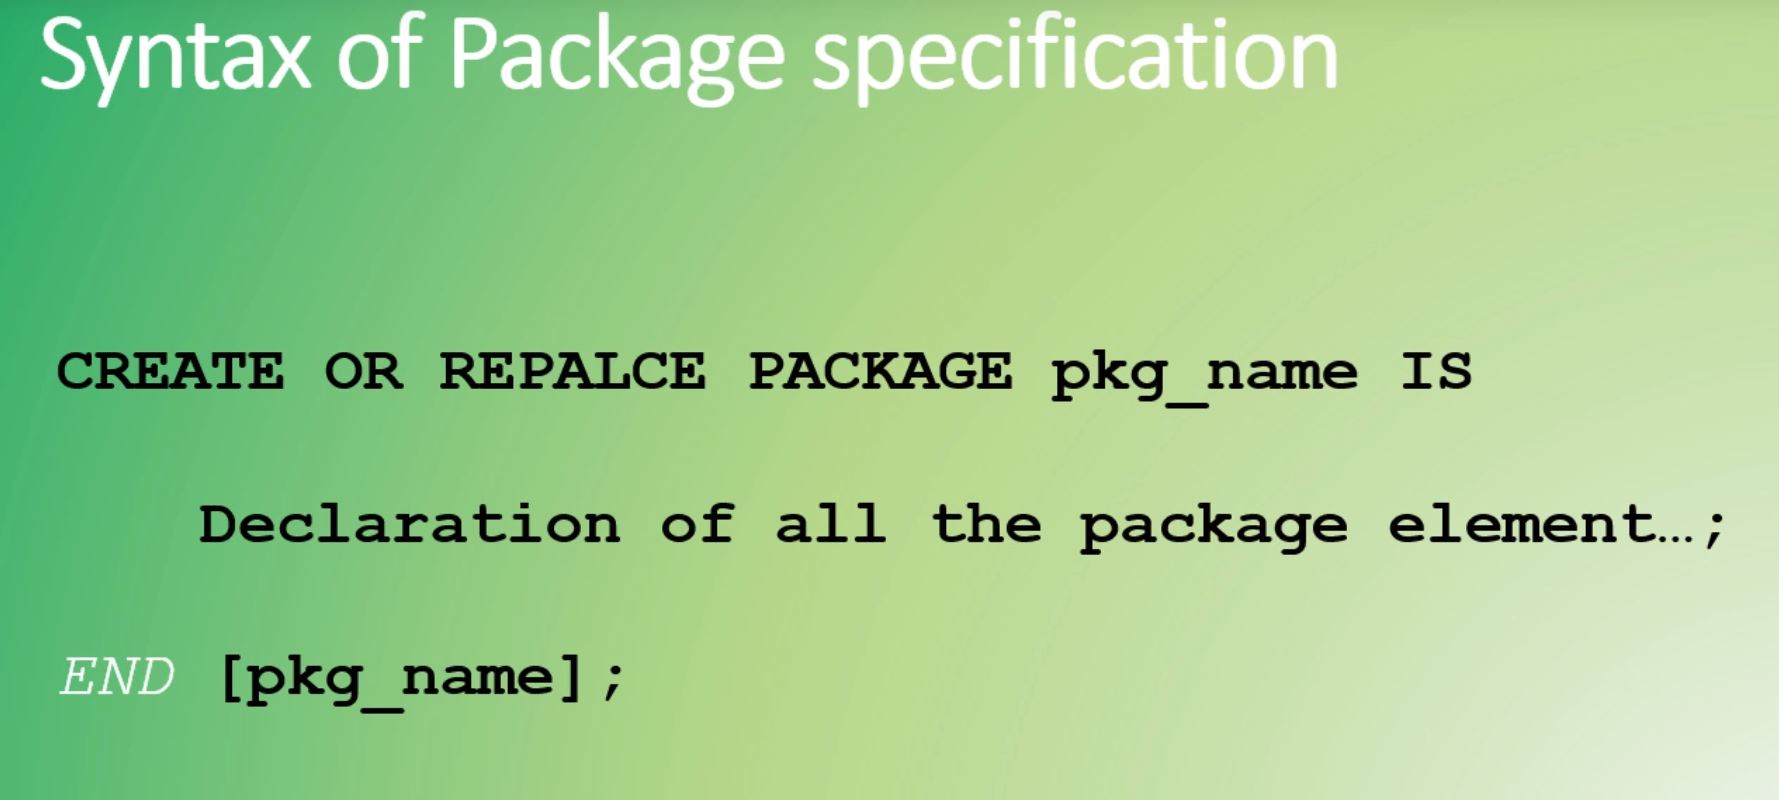 Syntax of Package specification
CREATE OR REPALCE PACKAGE pkg_name IS
Declaration of all the package element…;
END [pkg_name];